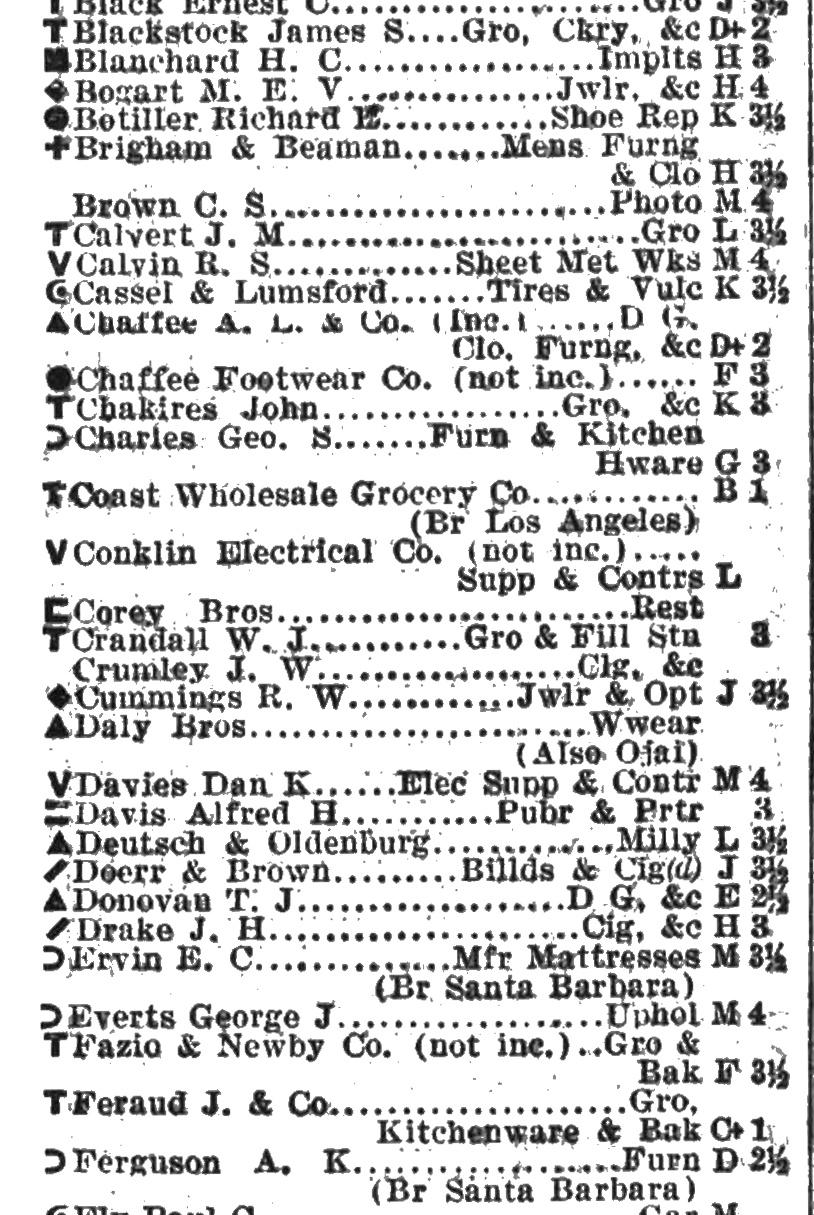 Black Ernest C....Gro J 3½
T Blackstock James S....Gro, Ckry, &c D+ 2
■ Blanchard H. C....Implts H 3
◆ Bogart M. E. V....Jwlr, &c H 4
● Botiller Richard E....Shoe Rep K 3½
✚ Brigham & Beaman....Mens Furng
& Clo H 3½
Brown C. S....Photo M 4
T Calvert J. M....Gro L 3½
V Calvin R. S....Sheet Met Wks M 4
G Cassel & Lumsford....Tires & Vulc K 3½
▲ Chaffee A. L. & Co. (Inc.)....D G.
Clo. Furng, &c D+ 2
● Chaffee Footwear Co. (not inc.)...... F 3
T Chakires John....Gro, &c K 3
Ɔ Charles Geo. S....Furn & Kitchen
Hware G 3
T Coast Wholesale Grocery Co.... B 1
(Br Los Angeles)
V Conklin Electrical Co. (not inc.).....
Supp & Contrs L
Corey Bros....Rest
T Crandall W. J....Gro & Fill Stn 3
Crumley J. W....Cig, &c
◆ Cummings R. W....Jwlr & Opt J 3½
▲ Daly Bros....Wwear
(Also Ojai)
V Davies Dan K....Elec Supp & Contr M 4
Davis Alfred H....Pubr & Prtr 3
▲ Deutsch & Oldenburg....Milly L 3½
Doerr & Brown....Billds & Cig(d) J 3½
▲ Donovan T. J....D G, &c E 2½
Drake J. H....Cig, &c H 3
Ɔ Ervin E. C....Mfr Mattresses M 3½
(Br Santa Barbara)
Ɔ Everts George J....Uphol M 4
T Fazio & Newby Co. (not inc.)..Gro &
Bak F 3½
T Feraud J. & Co....Gro,
Kitchenware & Bak C+ 1
Ɔ Ferguson A. K....Furn D 2½
(Br Santa Barbara)